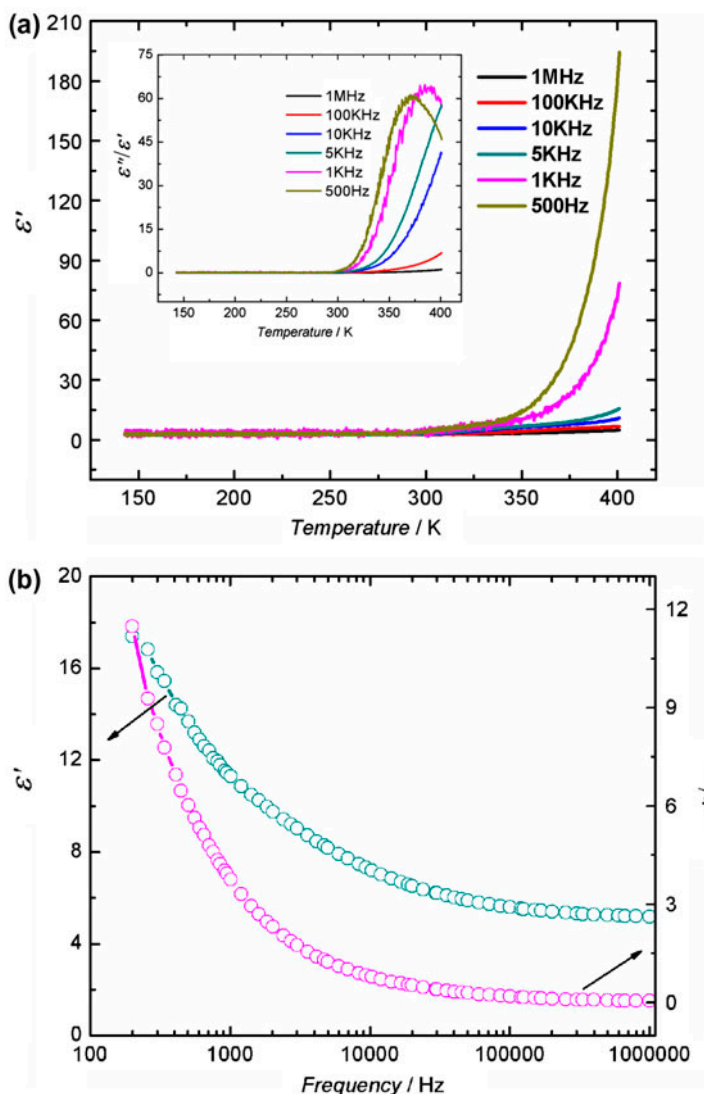 (a)
210
180
150
120
90
60
30
0
ε'
1MHz
100KHz
10KHz
5KHz
1KHz
500Hz
150 200 250 300 350 400
Temperature / K
75
60
45
30
15
0
ε''/ε'
1MHz
100KHz
10KHz
5KHz
1KHz
500Hz
150 200 250 300 350 400
Temperature / K
(b)
20
16
12
8
4
0
ε'
12
9
6
3
0
100 1000 10000 100000 1000000
Frequency / Hz